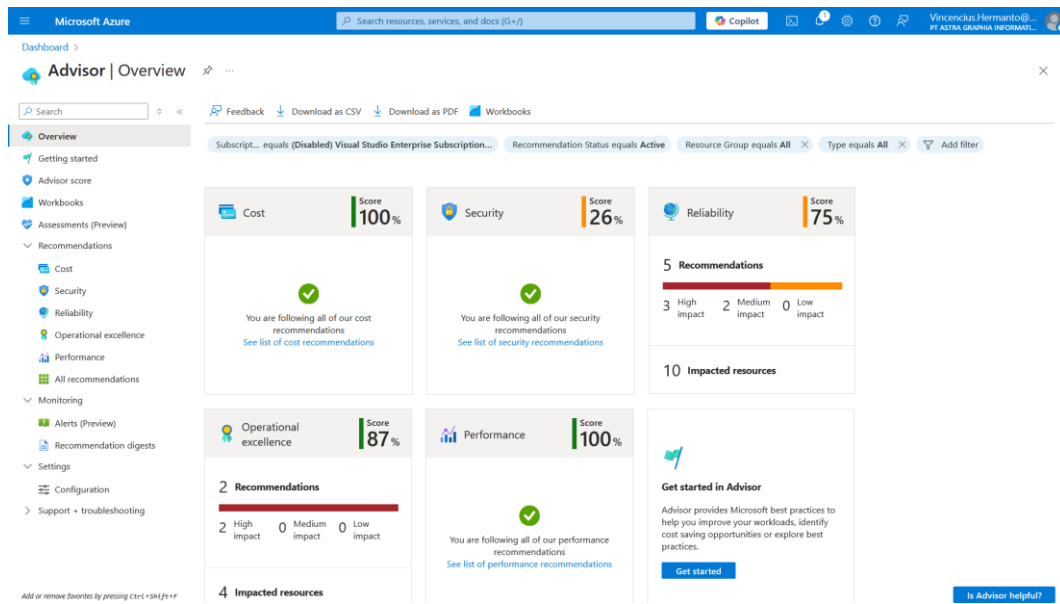 Microsoft Azure
Search resources, services, and docs (G+/)
Copilot
1
Vincencius.Hermanto@...
PT ASTRA GRAPHIA INFORMATI...
Dashboard >
Advisor | Overview
...
Search
Feedback
Download as CSV
Download as PDF
Workbooks
Overview
Getting started
Advisor score
Workbooks
Assessments (Preview)
Recommendations
Cost
Security
Reliability
Operational excellence
Performance
All recommendations
Monitoring
Alerts (Preview)
Recommendation digests
Settings
Configuration
Support + troubleshooting
Add or remove favorites by pressing Ctrl+Shift+F
Subscript... equals (Disabled) Visual Studio Enterprise Subscription...
Recommendation Status equals Active
Resource Group equals All
Type equals All
Add filter
Cost
Score
100%
You are following all of our cost
recommendations
See list of cost recommendations
Security
Score
26%
You are following all of our security
recommendations
See list of security recommendations
Reliability
Score
75%
5 Recommendations
3 High impact
2 Medium impact
0 Low impact
10 Impacted resources
Operational
excellence
Score
87%
2 Recommendations
2 High impact
0 Medium impact
0 Low impact
4 Impacted resources
Performance
Score
100%
You are following all of our performance
recommendations
See list of performance recommendations
Get started in Advisor
Advisor provides Microsoft best practices to
help you improve your workloads, identify
cost saving opportunities or explore best
practices.
Get started
Is Advisor helpful?